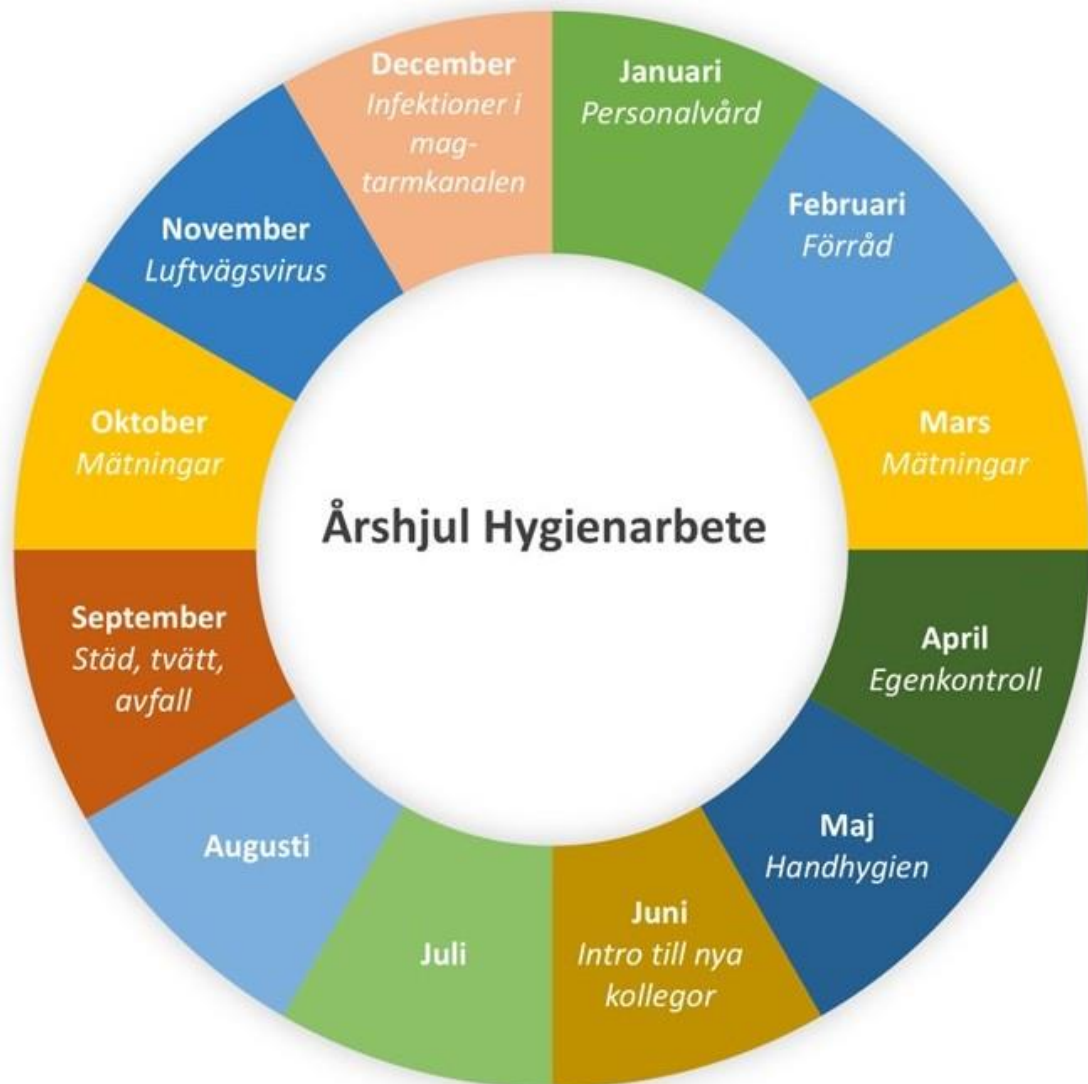 Januari
Personalvård
Februari
Förråd
Mars
Mätningar
April
Egenkontroll
Maj
Handhygien
Juni
Intro till nya
kollegor
Juli
Augusti
September
Städ, tvätt,
avfall
Oktober
Mätningar
November
Luftvägsvirus
December
Infektioner i
mag-
tarmkanalen
Årshjul Hygienarbete